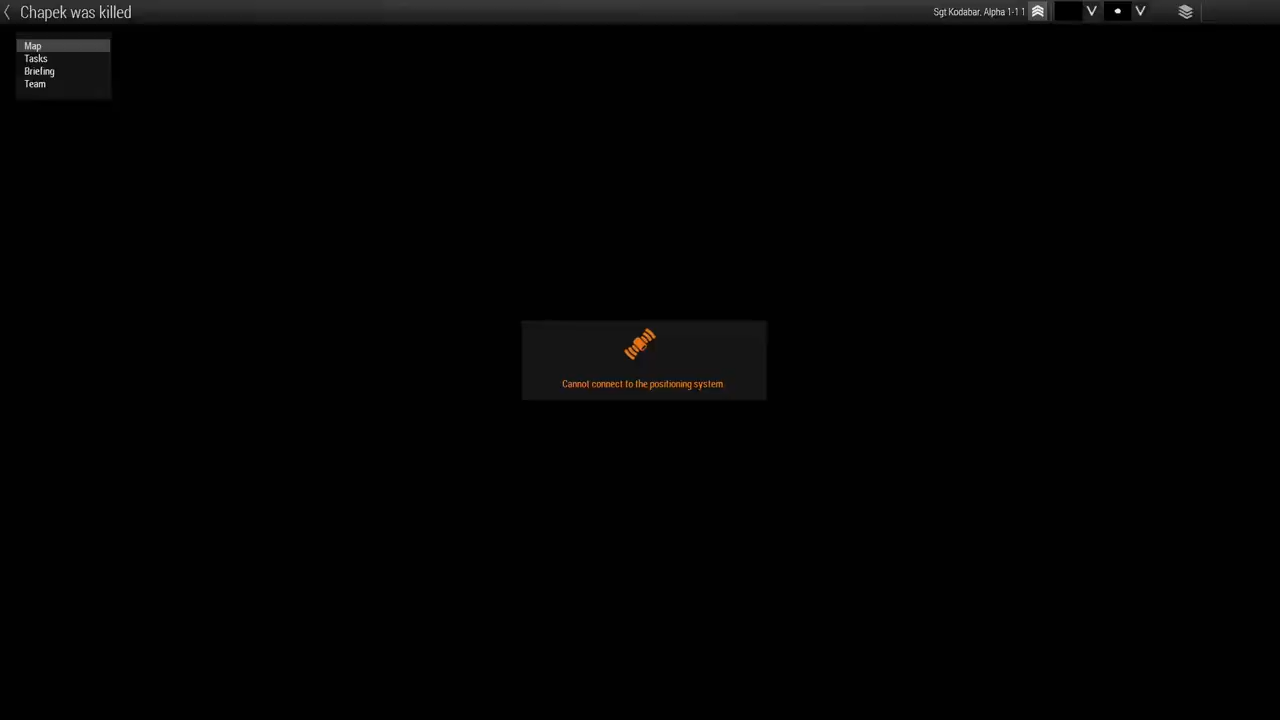 Chapek was killed
Sgt Kodabar, Alpha 1-1 1
Map
Tasks
Briefing
Team
Cannot connect to the positioning system